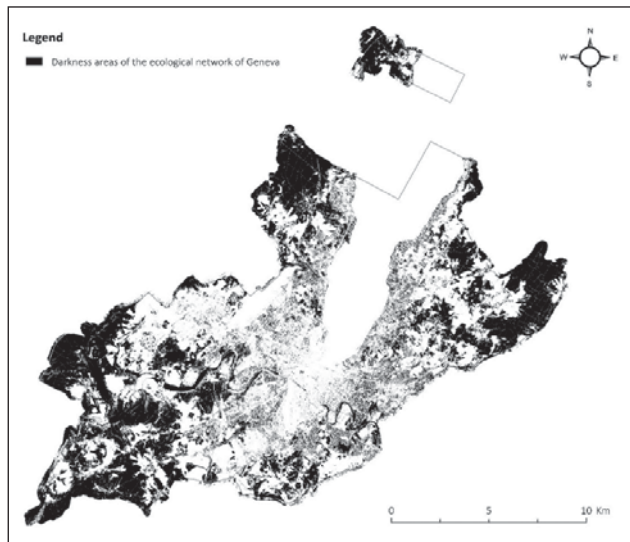 Legend
Darkness areas of the ecological network of Geneva
N
W E
S
0 5 10 Km